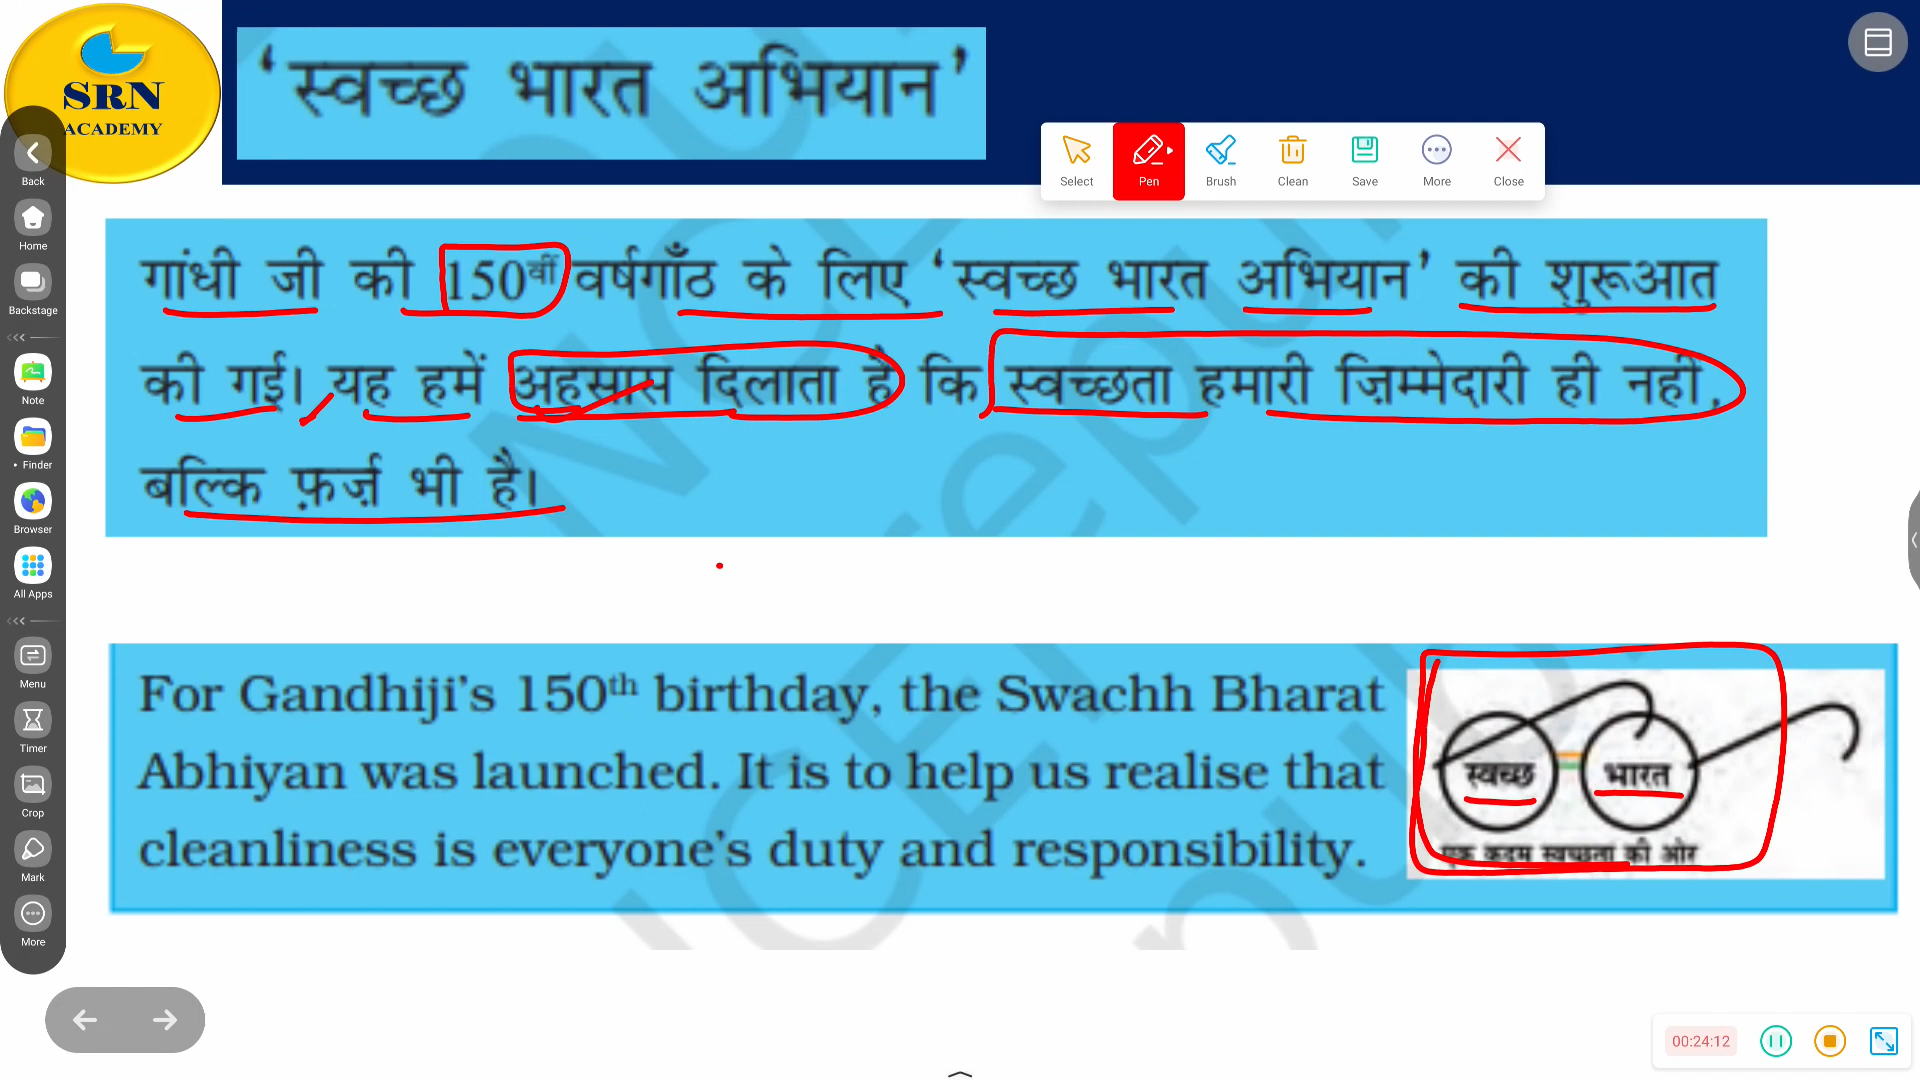 SRN
ACADEMY
‘स्वच्छ भारत अभियान’
Select
Pen
Brush
Clean
Save
More
Close
Back
Home
Backstage
Note
Finder
Browser
All Apps
Menu
Timer
Crop
Mark
More
गांधी जी की 150वीं वर्षगाँठ के लिए ‘स्वच्छ भारत अभियान’ की शुरूआत
की गई। यह हमें अहसास दिलाता है कि स्वच्छता हमारी ज़िम्मेदारी ही नहीं,
बल्कि फ़र्ज़ भी है।
For Gandhiji’s 150th birthday, the Swachh Bharat
Abhiyan was launched. It is to help us realise that
cleanliness is everyone’s duty and responsibility.
स्वच्छ भारत
एक कदम स्वच्छता की ओर
00:24:12